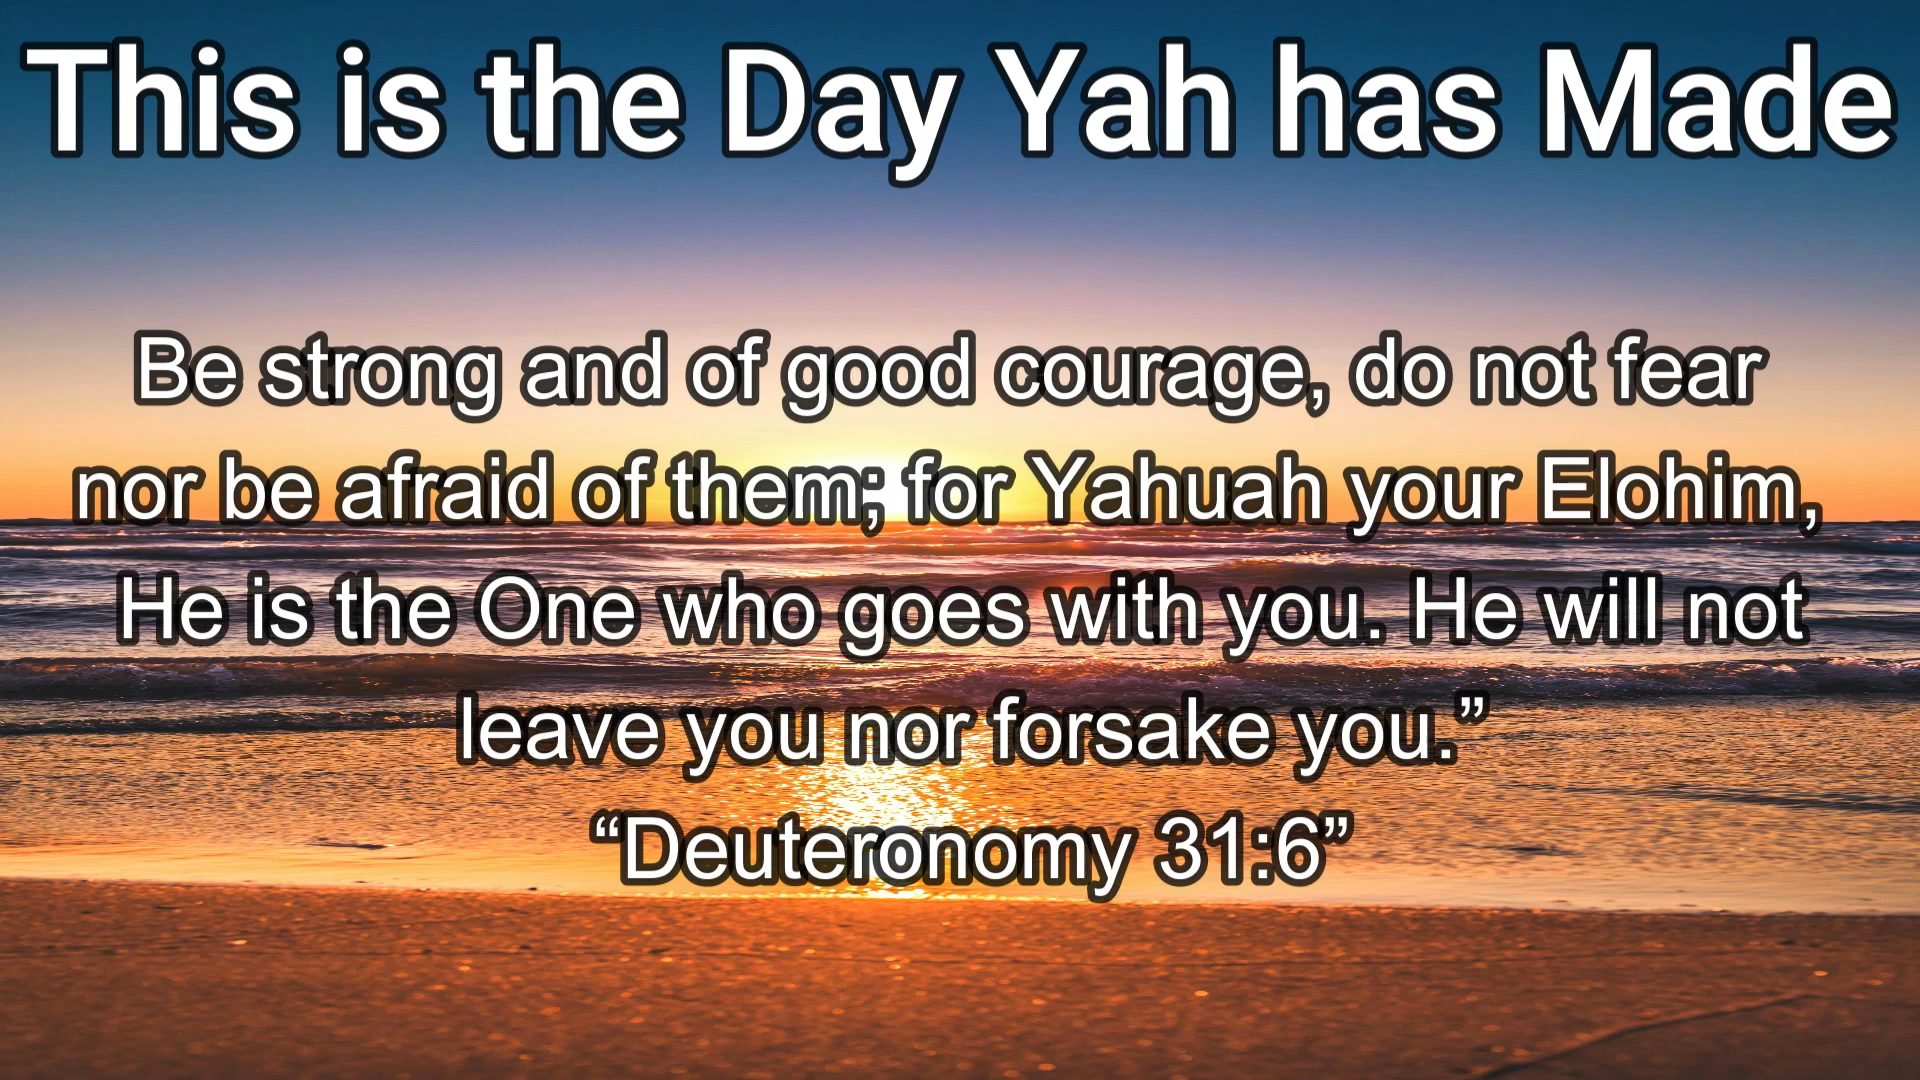 This is the Day Yah has Made
Be strong and of good courage, do not fear
nor be afraid of them; for Yahuah your Elohim,
He is the One who goes with you. He will not
leave you nor forsake you.”
“Deuteronomy 31:6”